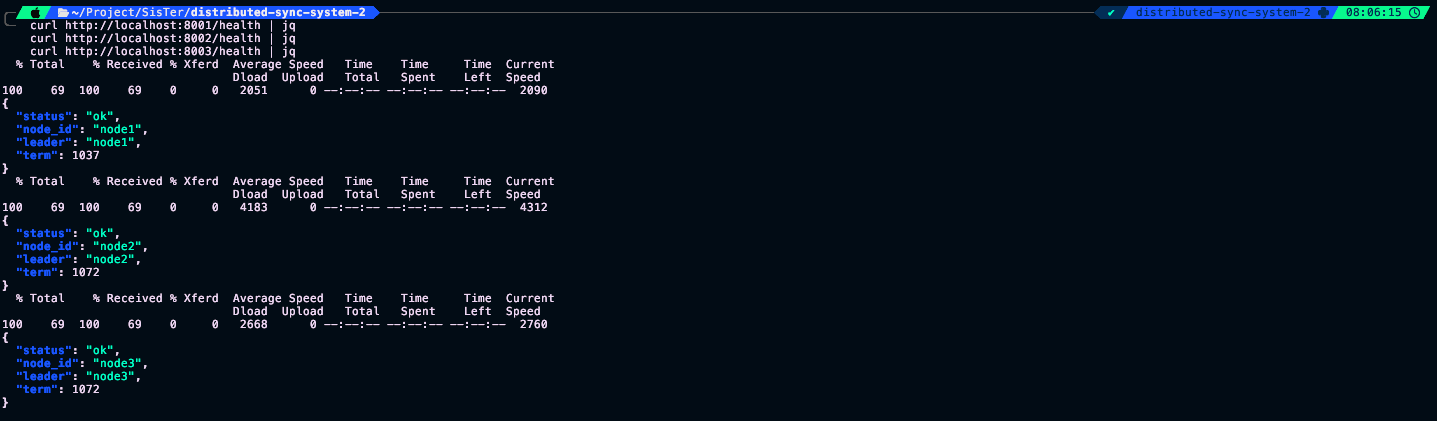 ~/Project/SisTer/distributed-sync-system-2 ✔ distributed-sync-system-2 08:06:15
curl http://localhost:8001/health | jq
curl http://localhost:8002/health | jq
curl http://localhost:8003/health | jq
  % Total    % Received % Xferd  Average Speed   Time    Time     Time  Current
                                 Dload  Upload   Total   Spent    Left  Speed
100    69  100    69    0     0   2051      0 --:--:-- --:--:-- --:--:--  2090
{
  "status": "ok",
  "node_id": "node1",
  "leader": "node1",
  "term": 1037
}
  % Total    % Received % Xferd  Average Speed   Time    Time     Time  Current
                                 Dload  Upload   Total   Spent    Left  Speed
100    69  100    69    0     0   4183      0 --:--:-- --:--:-- --:--:--  4312
{
  "status": "ok",
  "node_id": "node2",
  "leader": "node2",
  "term": 1072
}
  % Total    % Received % Xferd  Average Speed   Time    Time     Time  Current
                                 Dload  Upload   Total   Spent    Left  Speed
100    69  100    69    0     0   2668      0 --:--:-- --:--:-- --:--:--  2760
{
  "status": "ok",
  "node_id": "node3",
  "leader": "node3",
  "term": 1072
}